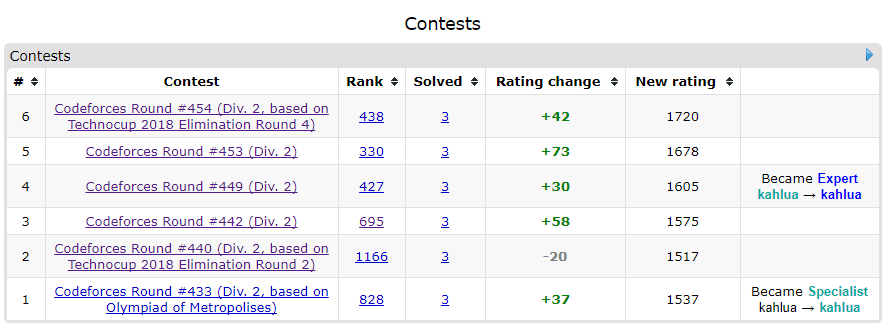 Contests
Contests
# Contest Rank Solved Rating change New rating
6 Codeforces Round #454 (Div. 2, based on Technocup 2018 Elimination Round 4) 438 3 +42 1720
5 Codeforces Round #453 (Div. 2) 330 3 +73 1678
4 Codeforces Round #449 (Div. 2) 427 3 +30 1605 Became Expert kahlua → kahlua
3 Codeforces Round #442 (Div. 2) 695 3 +58 1575
2 Codeforces Round #440 (Div. 2, based on Technocup 2018 Elimination Round 2) 1166 3 -20 1517
1 Codeforces Round #433 (Div. 2, based on Olympiad of Metropolises) 828 3 +37 1537 Became Specialist kahlua → kahlua